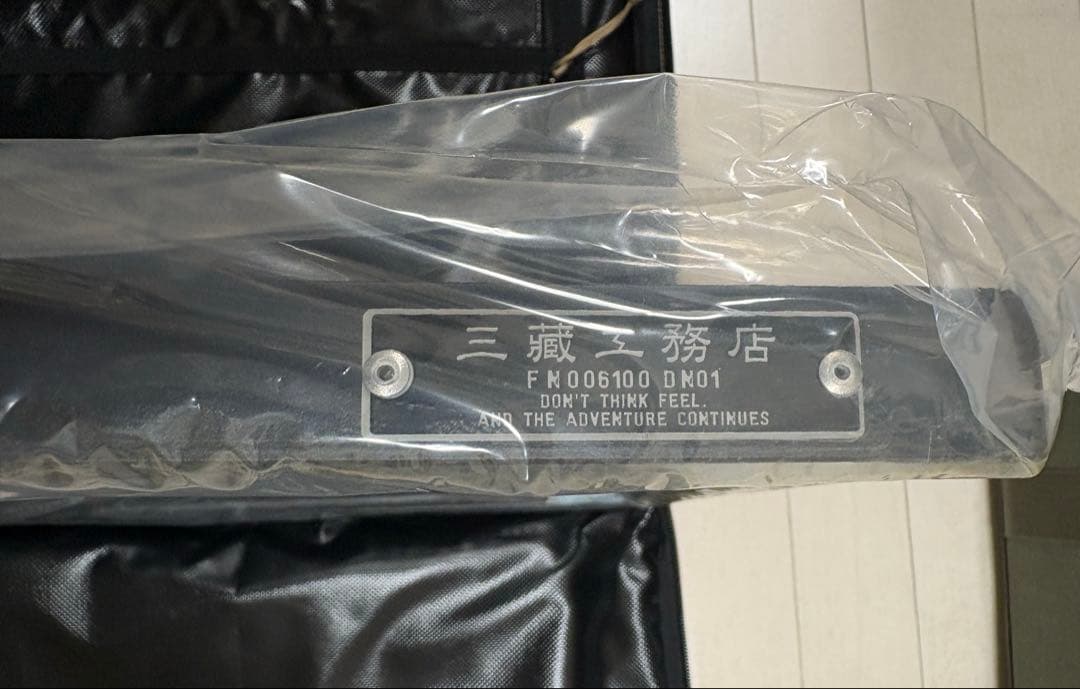 三藏工務店
FN006100 DN01
DON'T THINK FEEL.
AND THE ADVENTURE CONTINUES